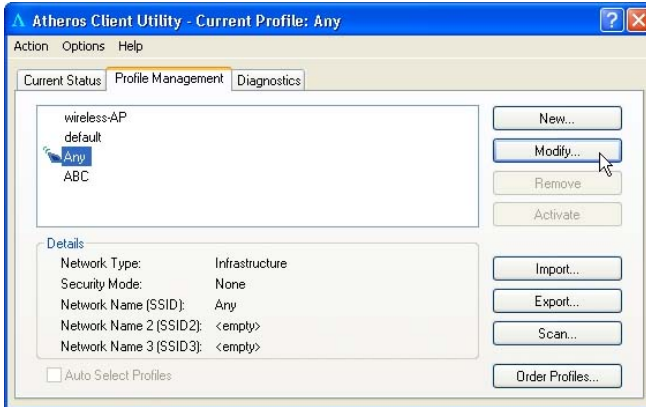 Atheros Client Utility - Current Profile: Any
Action Options Help
Current Status Profile Management Diagnostics
wireless-AP
default
Any
ABC
New...
Modify...
Remove
Activate
Details
Network Type: Infrastructure
Security Mode: None
Network Name (SSID): Any
Network Name 2 (SSID2): <empty>
Network Name 3 (SSID3): <empty>
Auto Select Profiles
Import...
Export...
Scan...
Order Profiles...